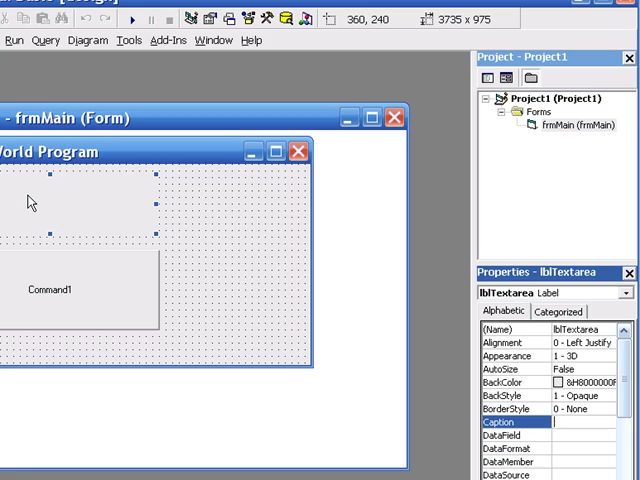 360, 240
3735 x 975
Run Query Diagram Tools Add-Ins Window Help
Project - Project1
Project1 (Project1)
Forms
frmMain (frmMain)
- frmMain (Form)
World Program
Command1
Properties - lblTextarea
lblTextarea Label
Alphabetic Categorized
(Name) lblTextarea
Alignment 0 - Left Justify
Appearance 1 - 3D
AutoSize False
BackColor &H8000000F
BackStyle 1 - Opaque
BorderStyle 0 - None
Caption
DataField
DataFormat
DataMember
DataSource